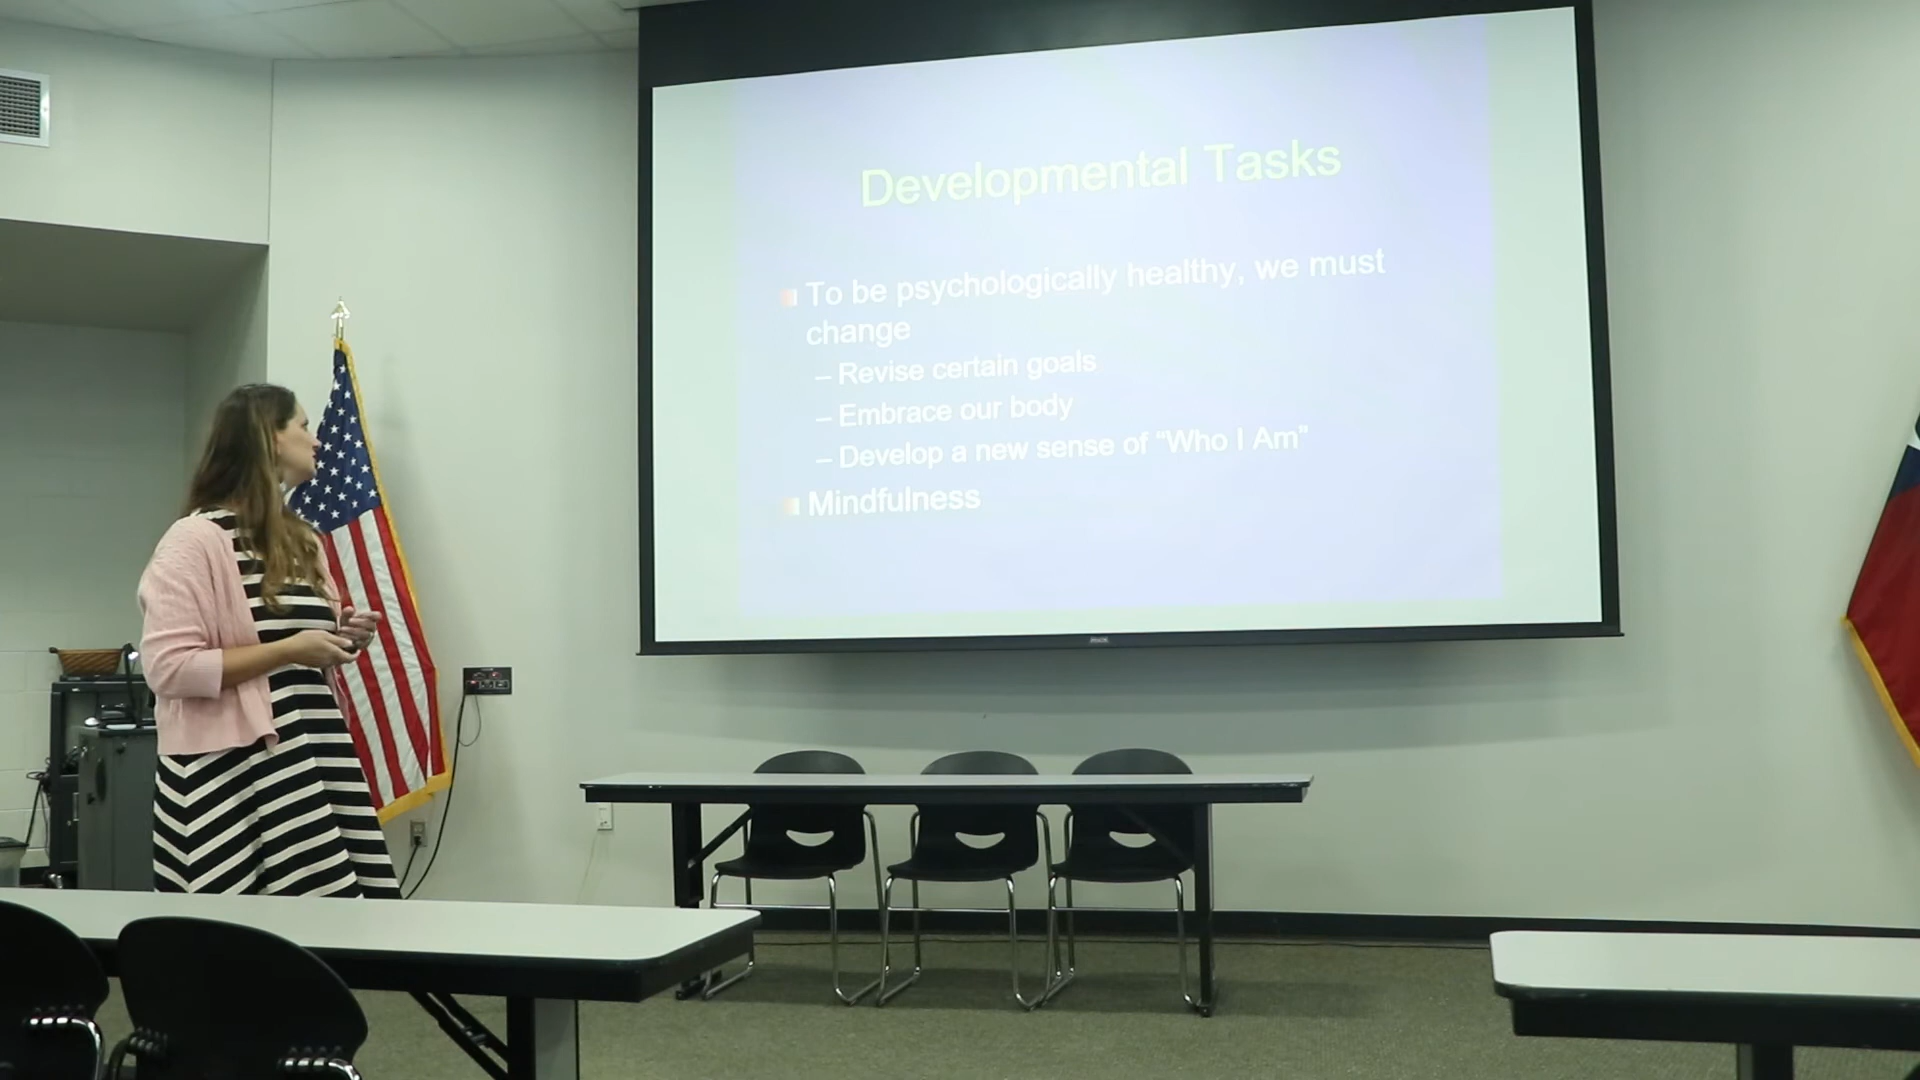 Developmental Tasks
To be psychologically healthy, we must
change
– Revise certain goals
– Embrace our body
– Develop a new sense of “Who I Am”
Mindfulness